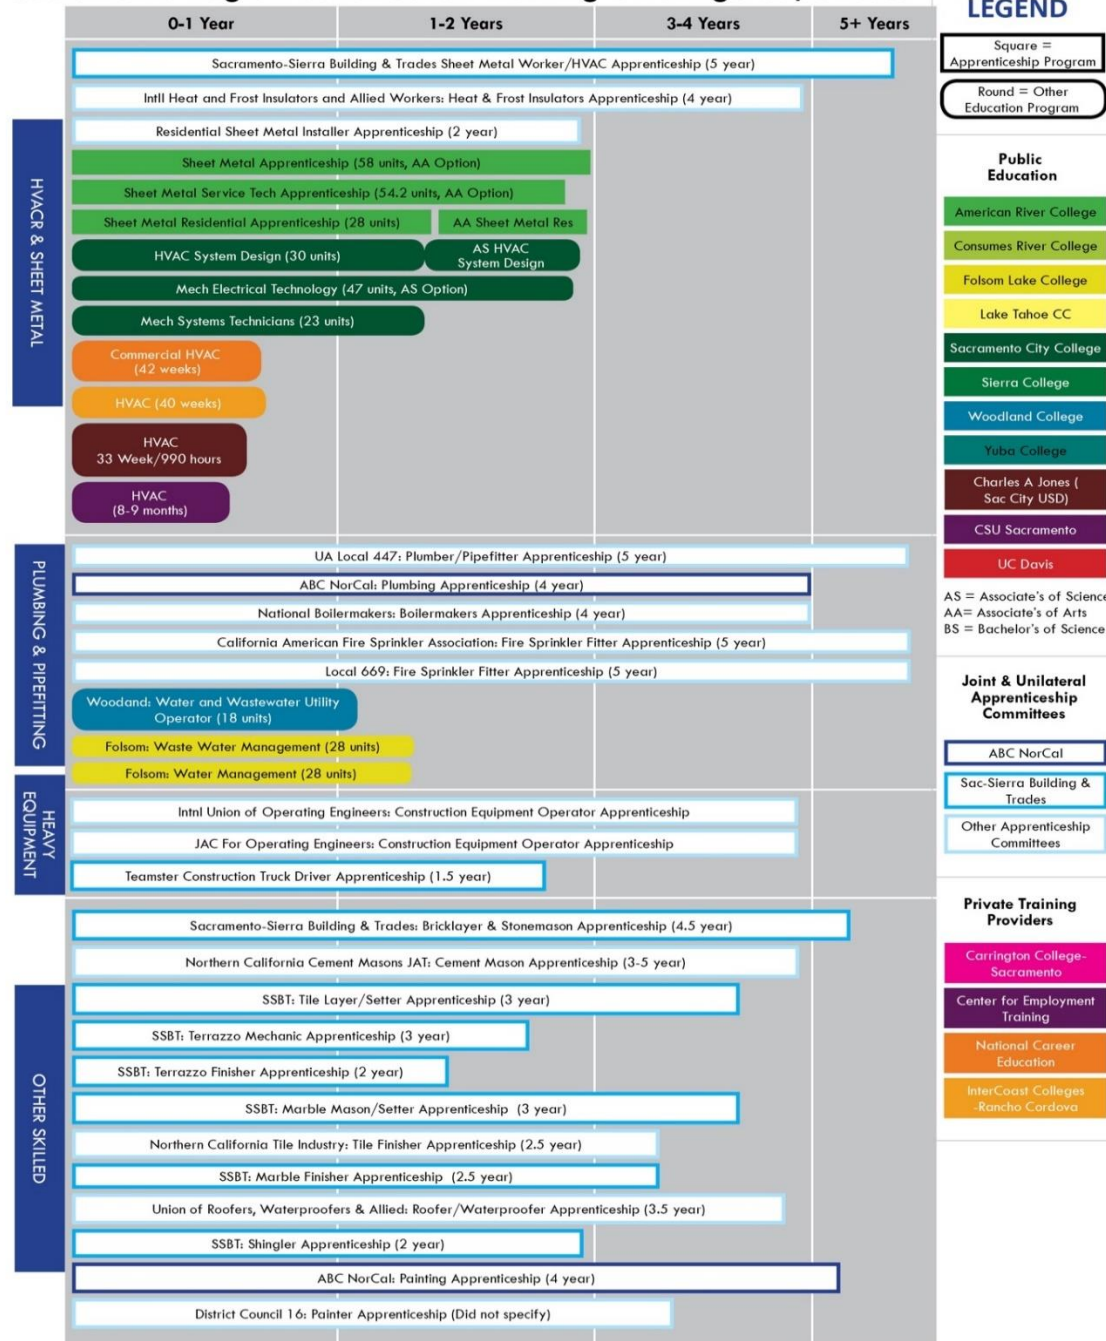 0-1 Year
1-2 Years
3-4 Years
5+ Years
HVACR & SHEET METAL
Sacramento-Sierra Building & Trades Sheet Metal Worker/HVAC Apprenticeship (5 year)
Intll Heat and Frost Insulators and Allied Workers: Heat & Frost Insulators Apprenticeship (4 year)
Residential Sheet Metal Installer Apprenticeship (2 year)
Sheet Metal Apprenticeship (58 units, AA Option)
Sheet Metal Service Tech Apprenticeship (54.2 units, AA Option)
Sheet Metal Residential Apprenticeship (28 units)
AA Sheet Metal Res
HVAC System Design (30 units)
AS HVAC
System Design
Mech Electrical Technology (47 units, AS Option)
Mech Systems Technicians (23 units)
Commercial HVAC
(42 weeks)
HVAC (40 weeks)
HVAC
33 Week/990 hours
HVAC
(8-9 months)
PLUMBING & PIPEFITTING
UA Local 447: Plumber/Pipefitter Apprenticeship (5 year)
ABC NorCal: Plumbing Apprenticeship (4 year)
National Boilermakers: Boilermakers Apprenticeship (4 year)
California American Fire Sprinkler Association: Fire Sprinkler Fitter Apprenticeship (5 year)
Local 669: Fire Sprinkler Fitter Apprenticeship (5 year)
Woodand: Water and Wastewater Utility
Operator (18 units)
Folsom: Waste Water Management (28 units)
Folsom: Water Management (28 units)
HEAVY
EQUIPMENT
Intnl Union of Operating Engineers: Construction Equipment Operator Apprenticeship
JAC For Operating Engineers: Construction Equipment Operator Apprenticeship
Teamster Construction Truck Driver Apprenticeship (1.5 year)
OTHER SKILLED
Sacramento-Sierra Building & Trades: Bricklayer & Stonemason Apprenticeship (4.5 year)
Northern California Cement Masons JAT: Cement Mason Apprenticeship (3-5 year)
SSBT: Tile Layer/Setter Apprenticeship (3 year)
SSBT: Terrazzo Mechanic Apprenticeship (3 year)
SSBT: Terrazzo Finisher Apprenticeship (2 year)
SSBT: Marble Mason/Setter Apprenticeship (3 year)
Northern California Tile Industry: Tile Finisher Apprenticeship (2.5 year)
SSBT: Marble Finisher Apprenticeship (2.5 year)
Union of Roofers, Waterproofers & Allied: Roofer/Waterproofer Apprenticeship (3.5 year)
SSBT: Shingler Apprenticeship (2 year)
ABC NorCal: Painting Apprenticeship (4 year)
District Council 16: Painter Apprenticeship (Did not specify)
LEGEND
Square =
Apprenticeship Program
Round = Other
Education Program
Public
Education
American River College
Consumes River College
Folsom Lake College
Lake Tahoe CC
Sacramento City College
Sierra College
Woodland College
Yuba College
Charles A Jones (
Sac City USD)
CSU Sacramento
UC Davis
AS = Associate's of Science
AA= Associate's of Arts
BS = Bachelor's of Science
Joint & Unilateral
Apprenticeship
Committees
ABC NorCal
Sac-Sierra Building &
Trades
Other Apprenticeship
Committees
Private Training
Providers
Carrington College-
Sacramento
Center for Employment
Training
National Career
Education
InterCoast Colleges
-Rancho Cordova